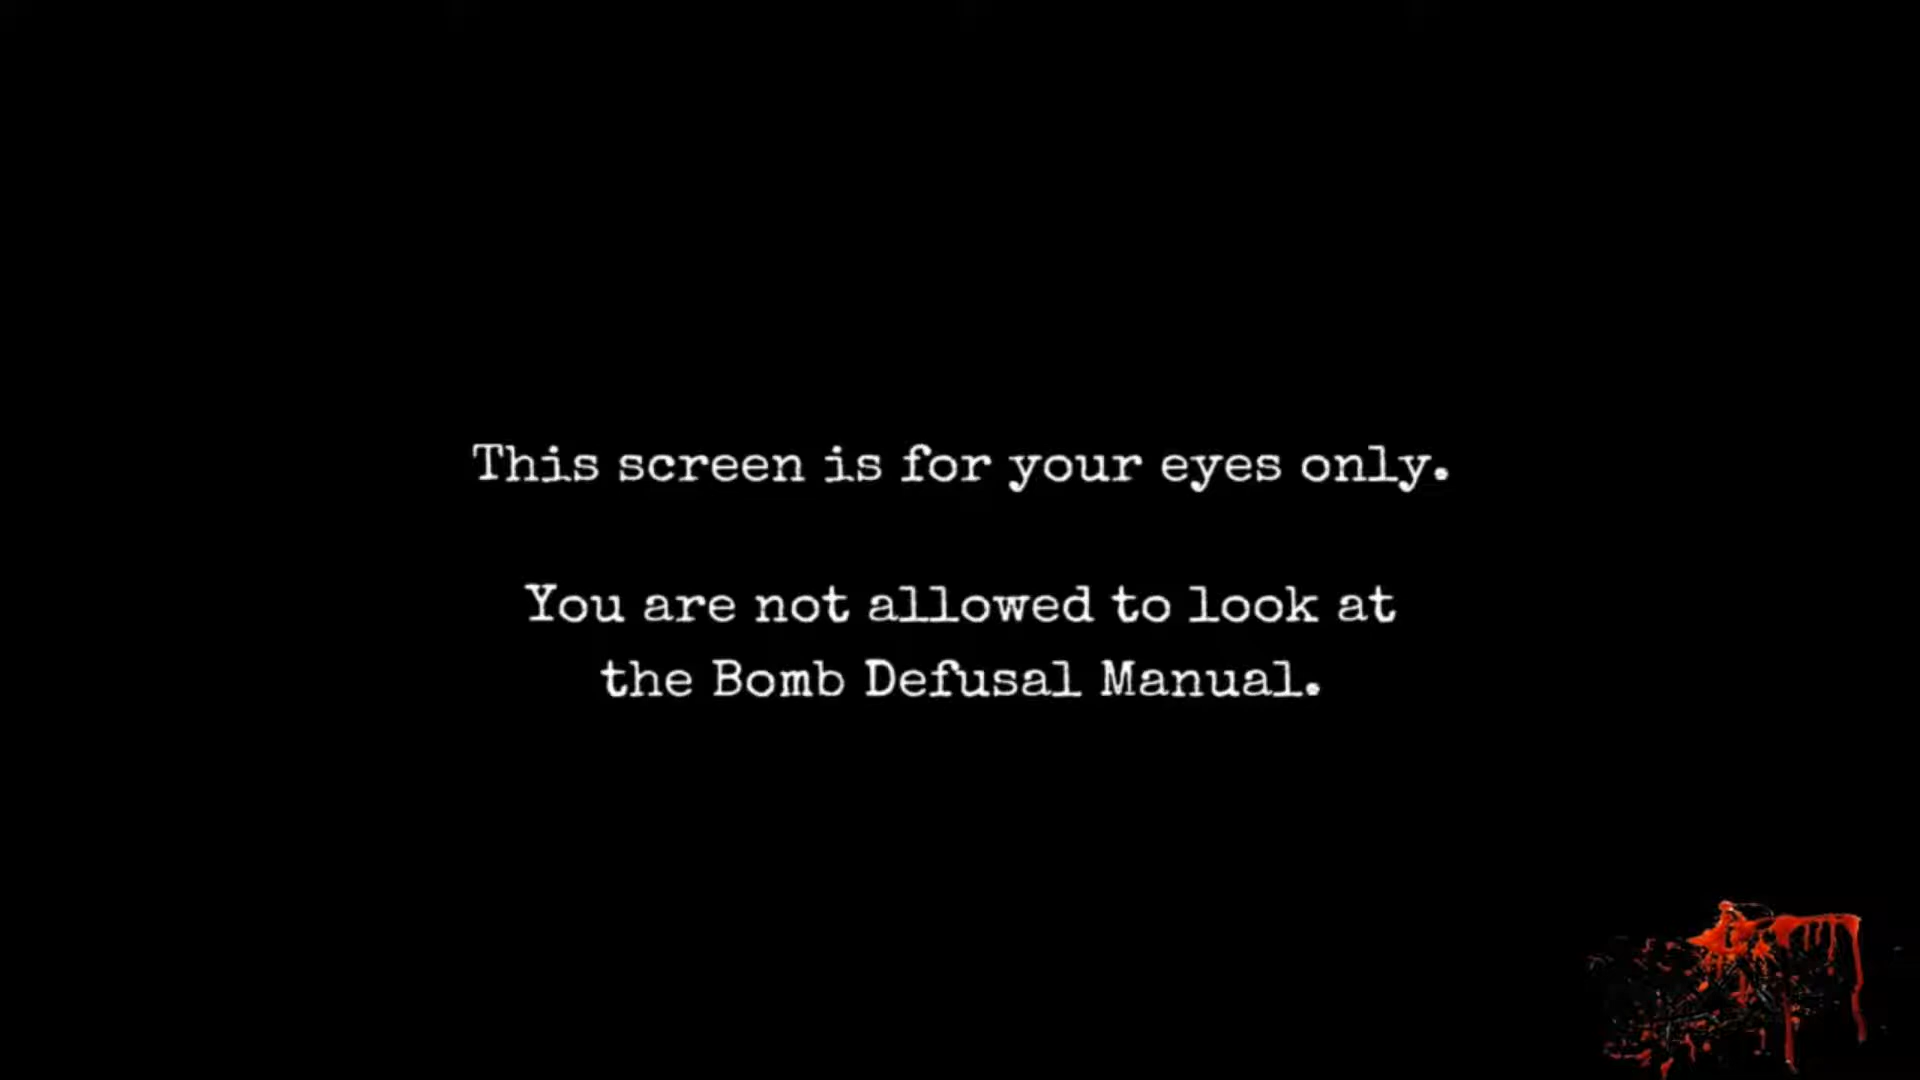 This screen is for your eyes only.
You are not allowed to look at
the Bomb Defusal Manual.